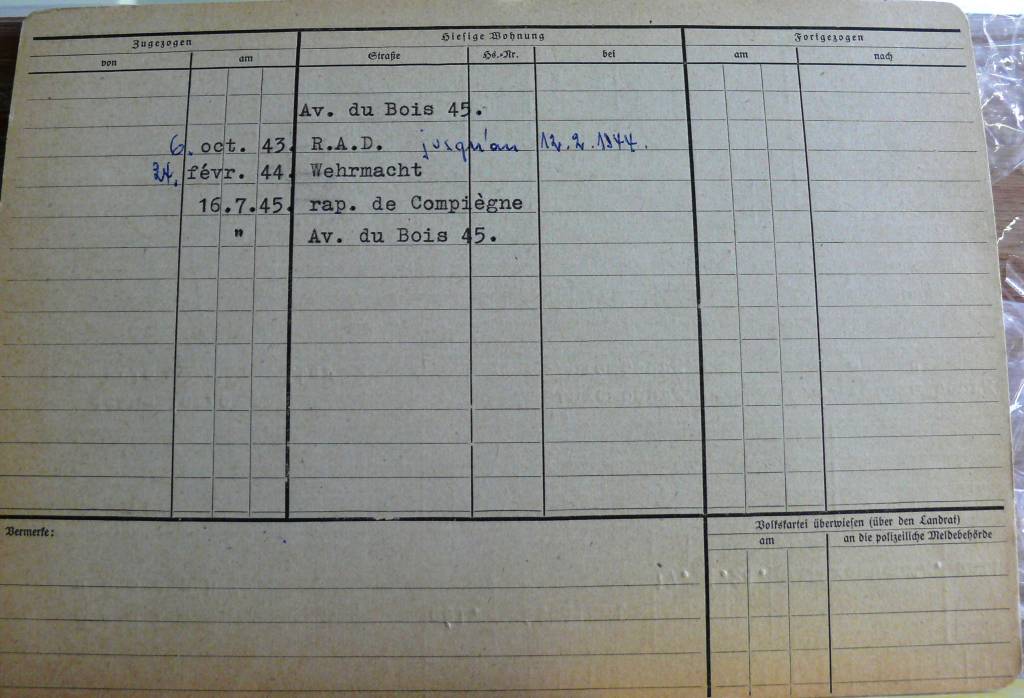 Zugezogen Hiesige Wohnung Fortgezogen
von am Straße Hs.-Nr. bei am nach
Av. du Bois 45.
6. oct. 43. R.A.D. jusqu'au 12.2.1944.
24. févr. 44. Wehrmacht
16.7.45. rap. de Compiègne
" Av. du Bois 45.
Vermerke:
Volkskartei überwiesen (über den Landrat)
am an die polizeiliche Meldebehörde